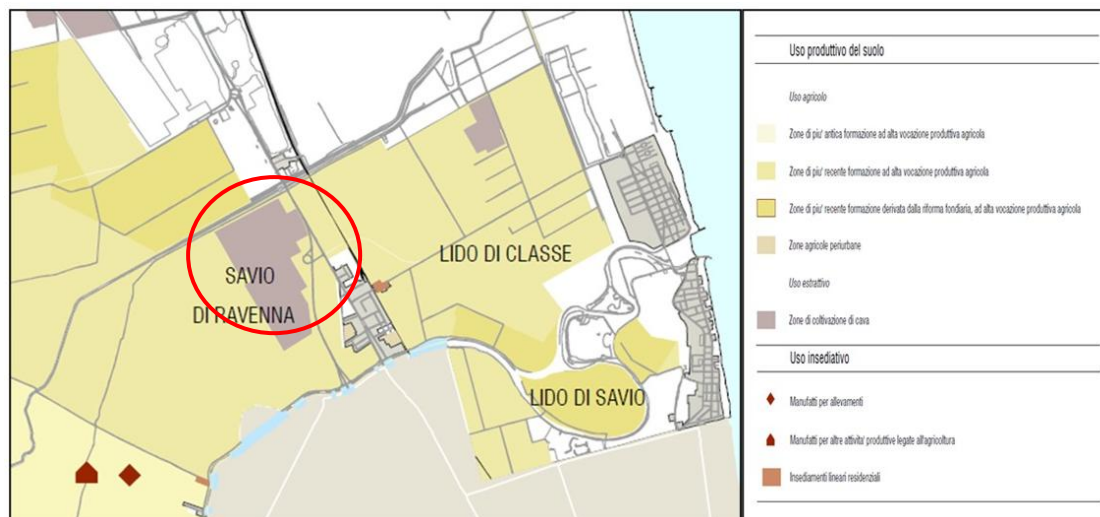 LIDO DI CLASSE
SAVIO
DI RAVENNA
LIDO DI SAVIO
Uso produttivo del suolo
Uso agricolo
Zone di piu' antica formazione ad alta vocazione produttiva agricola
Zone di piu' recente formazione ad alta vocazione produttiva agricola
Zone di piu' recente formazione derivata dalla riforma fondiaria, ad alta vocazione produttiva agricola
Zone agricole periurbane
Uso estrattivo
Zone di coltivazione di cava
Uso insediativo
Manufatti per allevamenti
Manufatti per altre attivita' produttive legate all'agricoltura
Insediamenti lineari residenziali